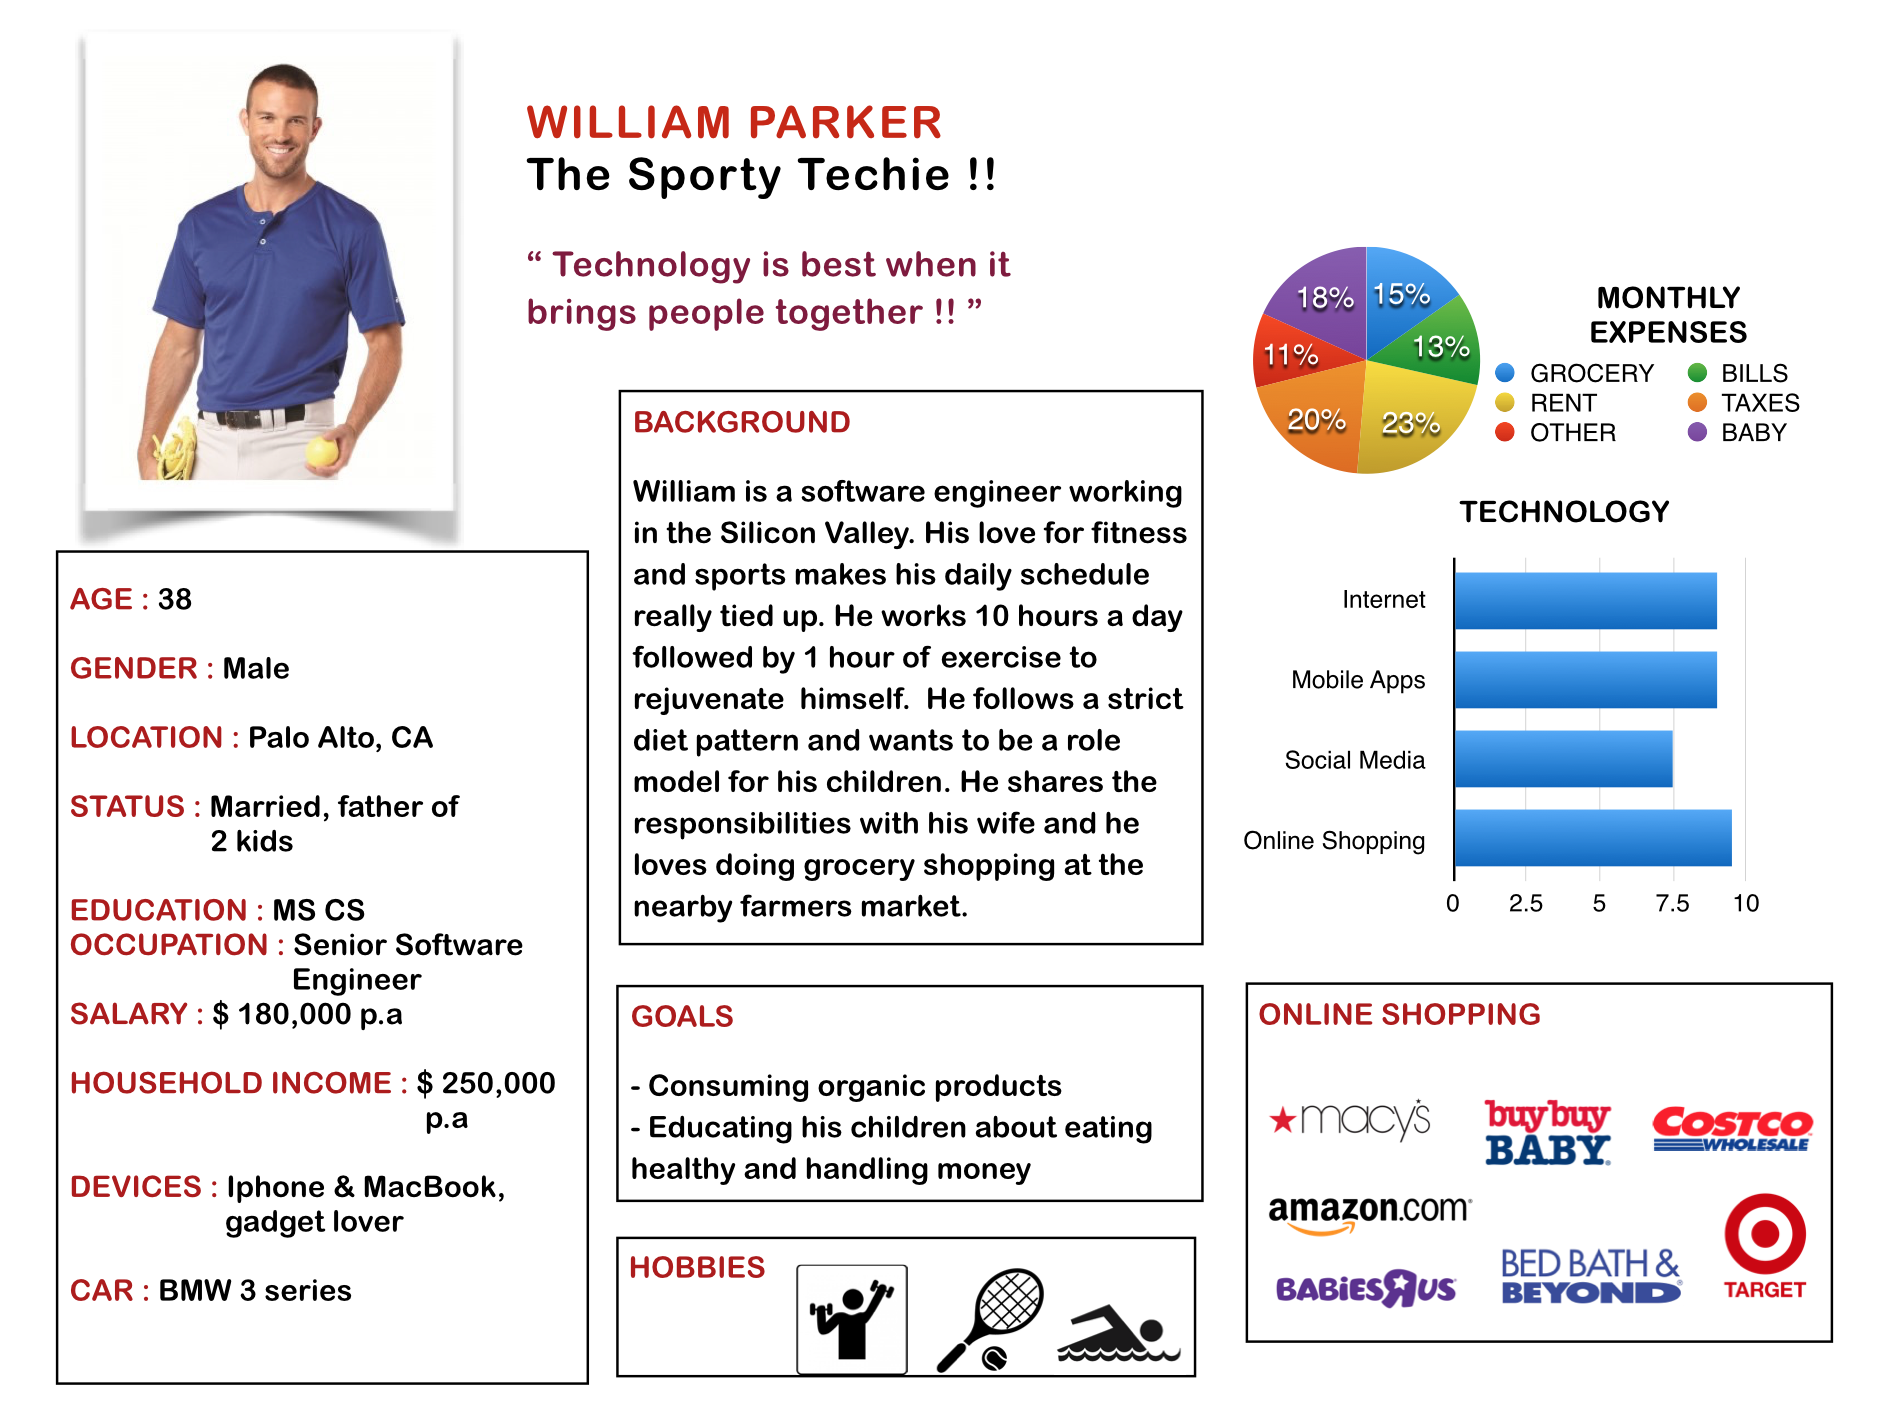 WILLIAM PARKER
The Sporty Techie !!
“ Technology is best when it
brings people together !! ”
AGE : 38
GENDER : Male
LOCATION : Palo Alto, CA
STATUS : Married, father of
2 kids
EDUCATION : MS CS
OCCUPATION : Senior Software
Engineer
SALARY : $ 180,000 p.a
HOUSEHOLD INCOME : $ 250,000
p.a
DEVICES : Iphone & MacBook,
gadget lover
CAR : BMW 3 series
BACKGROUND
William is a software engineer working
in the Silicon Valley. His love for fitness
and sports makes his daily schedule
really tied up. He works 10 hours a day
followed by 1 hour of exercise to
rejuvenate  himself.  He follows a strict
diet pattern and wants to be a role
model for his children. He shares the
responsibilities with his wife and he
loves doing grocery shopping at the
nearby farmers market.
GOALS
- Consuming organic products
- Educating his children about eating
healthy and handling money
HOBBIES
18% 15%
11% 13%
20% 23%
MONTHLY
EXPENSES
GROCERY BILLS
RENT TAXES
OTHER BABY
TECHNOLOGY
Internet
Mobile Apps
Social Media
Online Shopping
0 2.5 5 7.5 10
ONLINE SHOPPING
macy's
buybuy
BABY
COSTCO
WHOLESALE
amazon.com
BABiESRUS
BED BATH &
BEYOND
TARGET